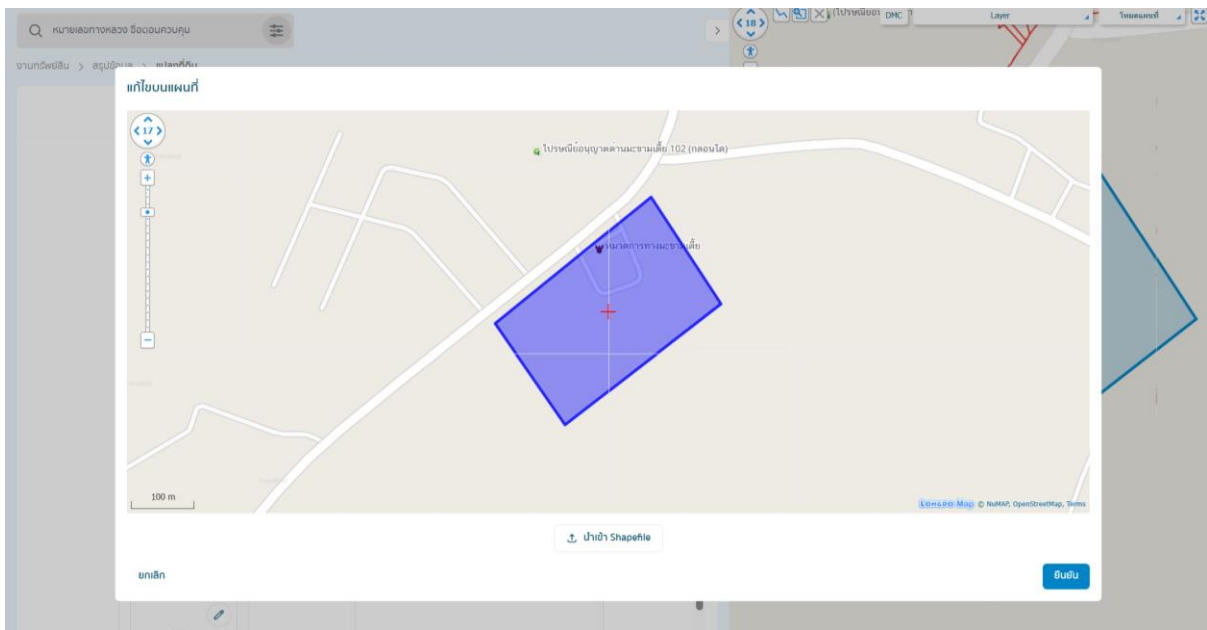 หมายเลขทางหลวง ชื่อตอนควบคุม
18
DMC
Layer
โหมดแผนที่
งานทรัพย์สิน > สรุปข้อมูล > แปลงที่ดิน
แก้ไขบนแผนที่
17
ไปรษณีย์อนุญาตด่านมะขามเตี้ย 102 (กลอนโด)
หมวดการทางมะขามเตี้ย
100 m
LONGDO Map © NuMAP, OpenStreetMap, Terms
นำเข้า Shapefile
ยกเลิก
ยืนยัน